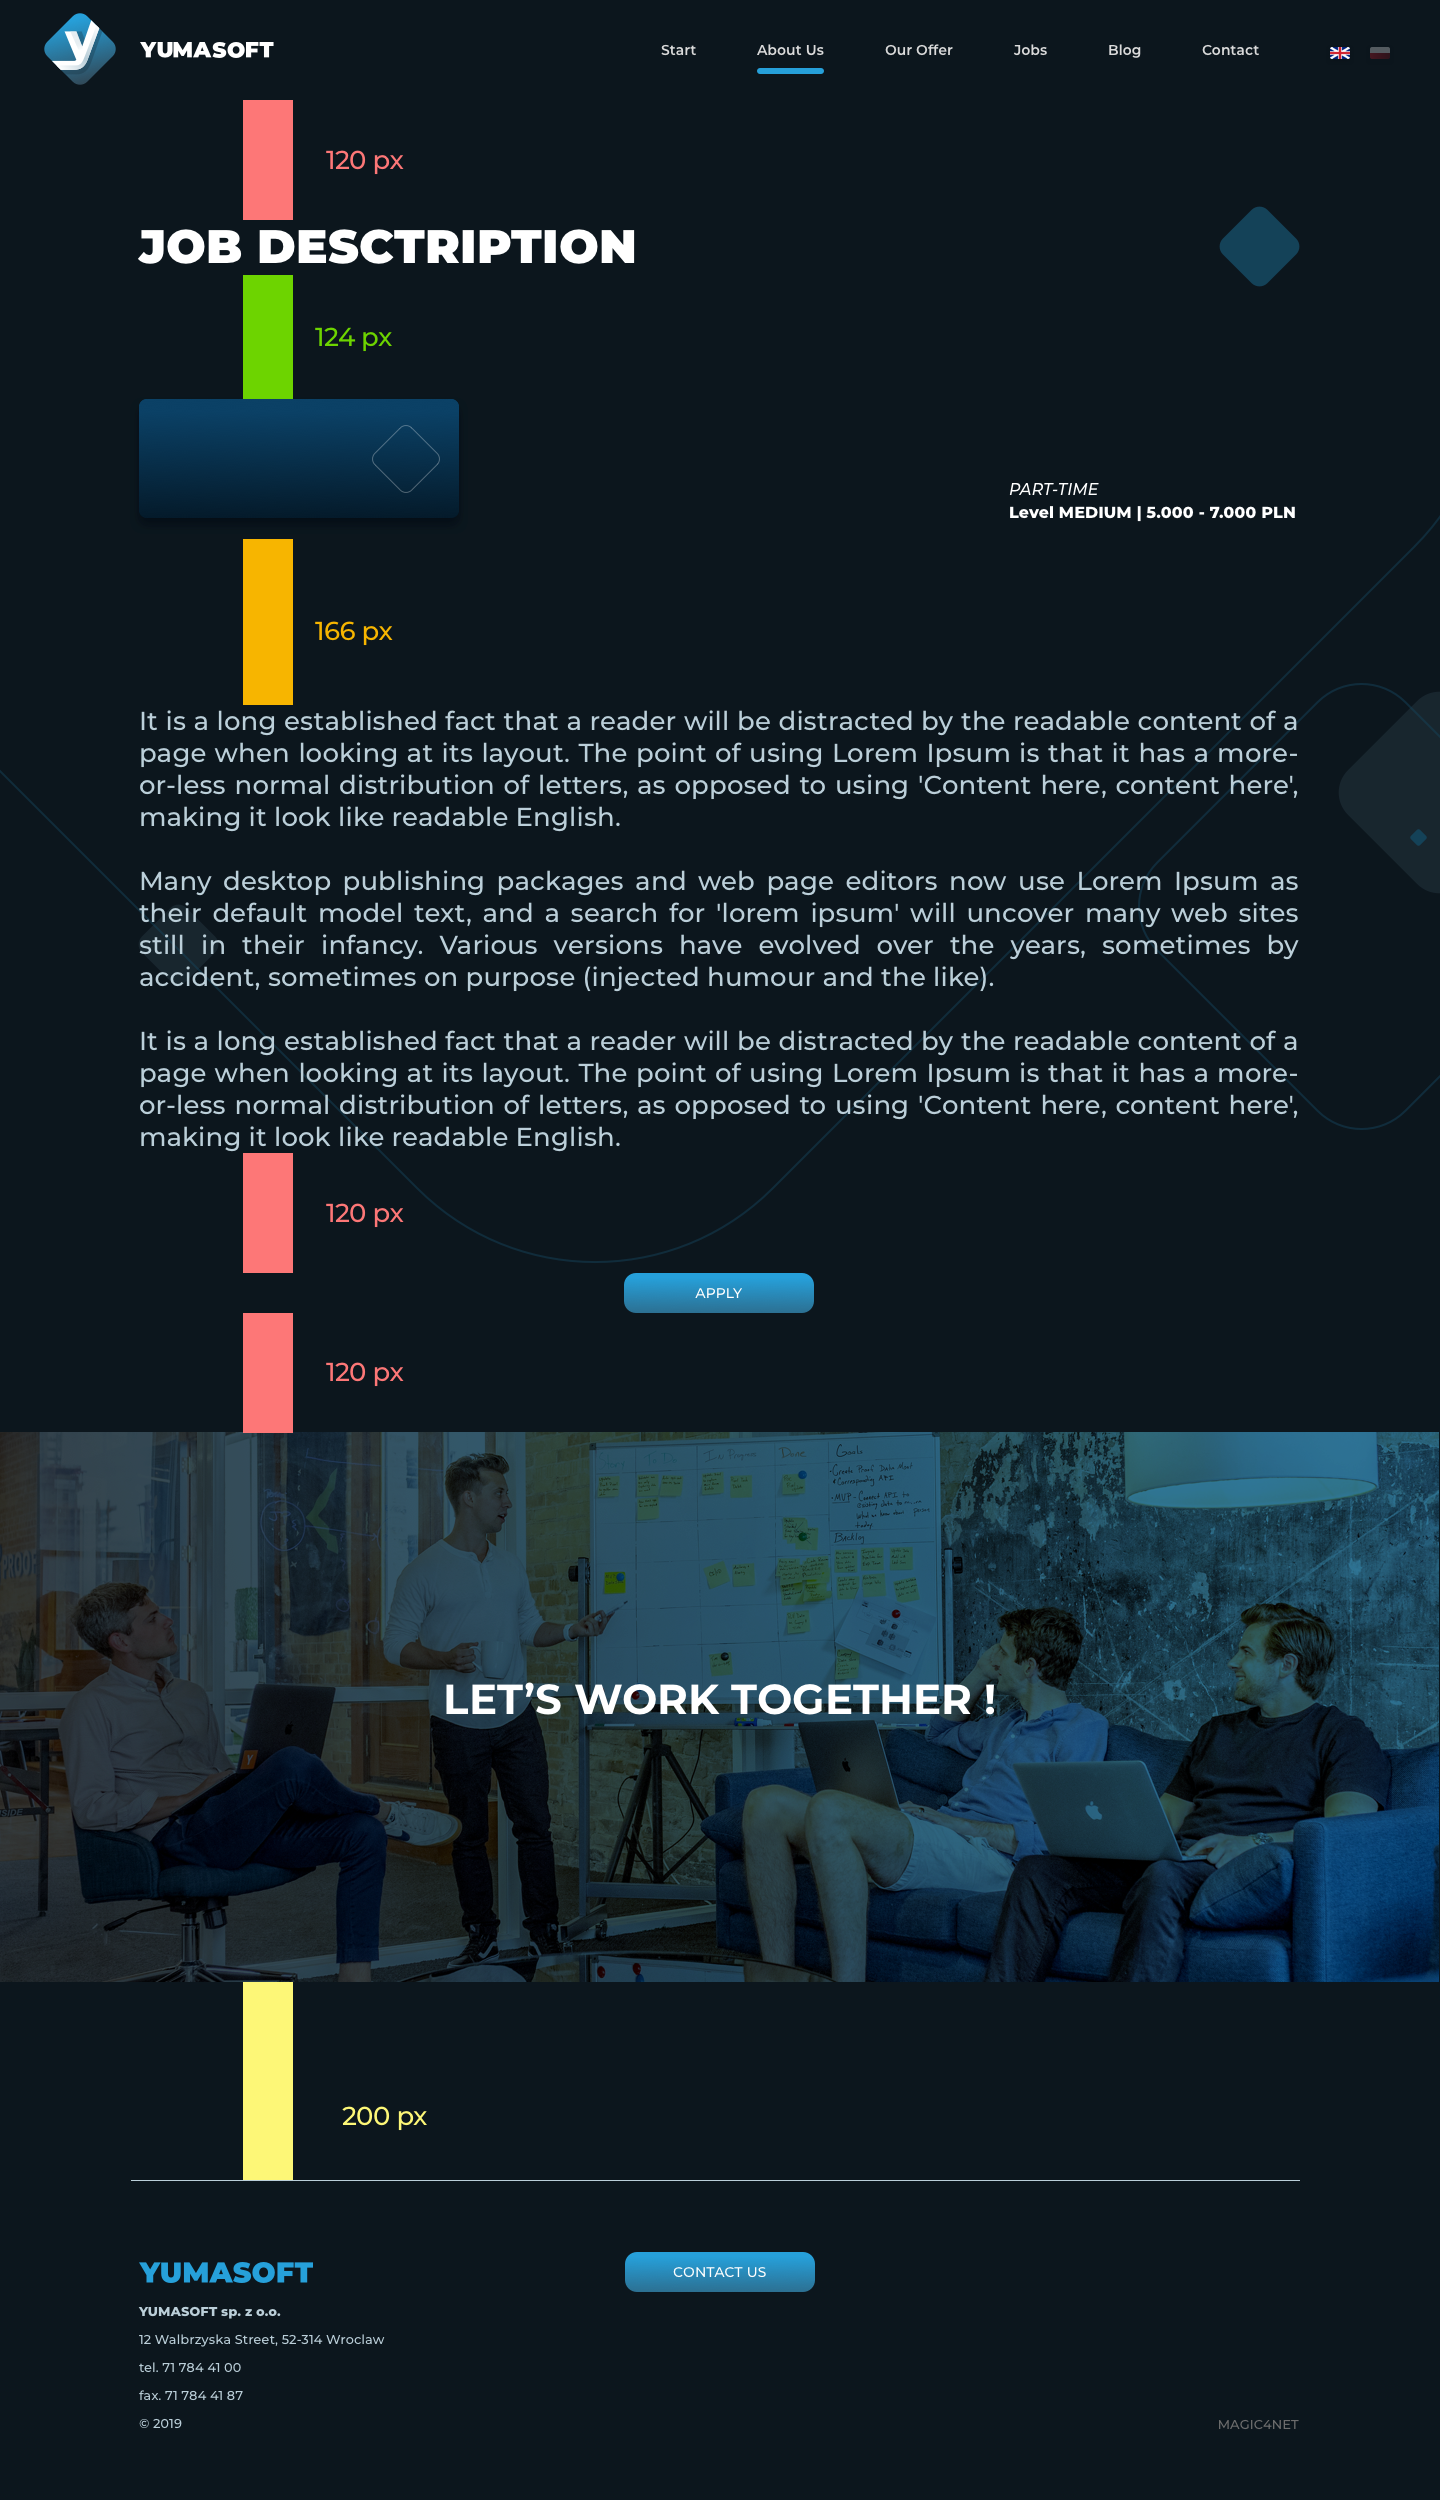 YUMASOFT
Start About Us Our Offer Jobs Blog Contact
120 px
JOB DESCTRIPTION
124 px
PART-TIME
Level MEDIUM | 5.000 - 7.000 PLN
166 px
It is a long established fact that a reader will be distracted by the readable content of a
page when looking at its layout. The point of using Lorem Ipsum is that it has a more-
or-less normal distribution of letters, as opposed to using 'Content here, content here',
making it look like readable English.
Many desktop publishing packages and web page editors now use Lorem Ipsum as
their default model text, and a search for 'lorem ipsum' will uncover many web sites
still in their infancy. Various versions have evolved over the years, sometimes by
accident, sometimes on purpose (injected humour and the like).
It is a long established fact that a reader will be distracted by the readable content of a
page when looking at its layout. The point of using Lorem Ipsum is that it has a more-
or-less normal distribution of letters, as opposed to using 'Content here, content here',
making it look like readable English.
120 px
APPLY
120 px
To Do In Progress Done Goals
Backlog
PROOF
LET’S WORK TOGETHER !
200 px
YUMASOFT
CONTACT US
YUMASOFT sp. z o.o.
12 Walbrzyska Street, 52-314 Wroclaw
tel. 71 784 41 00
fax. 71 784 41 87
© 2019
MAGIC4NET